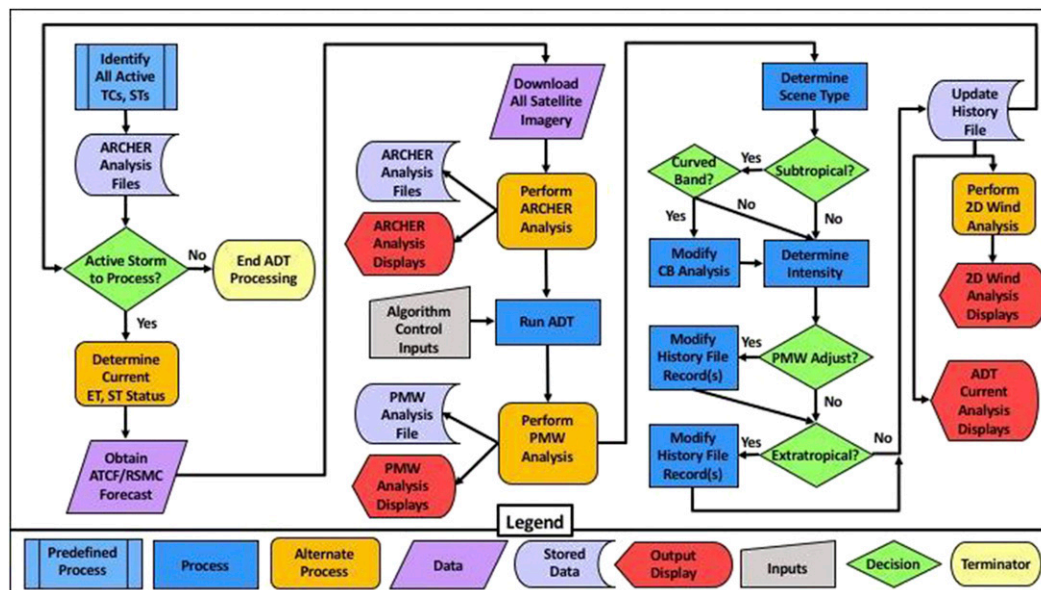 Identify
All Active
TCs, STs
ARCHER
Analysis
Files
Active Storm
to Process?
No
End ADT
Processing
Yes
Determine
Current
ET, ST Status
Obtain
ATCF/RSMC
Forecast
Download
All Satellite
Imagery
ARCHER
Analysis
Files
Perform
ARCHER
Analysis
ARCHER
Analysis
Displays
Algorithm
Control
Inputs
Run ADT
PMW
Analysis
File
Perform
PMW
Analysis
PMW
Analysis
Displays
Determine
Scene Type
Curved
Band?
Yes
Subtropical?
Yes
No
No
Modify
CB Analysis
Determine
Intensity
Modify
History File
Record(s)
Yes
PMW Adjust?
No
Modify
History File
Record(s)
Yes
Extratropical?
No
Update
History
File
Perform
2D Wind
Analysis
2D Wind
Analysis
Displays
ADT
Current
Analysis
Displays
Legend
Predefined
Process
Process
Alternate
Process
Data
Stored
Data
Output
Display
Inputs
Decision
Terminator